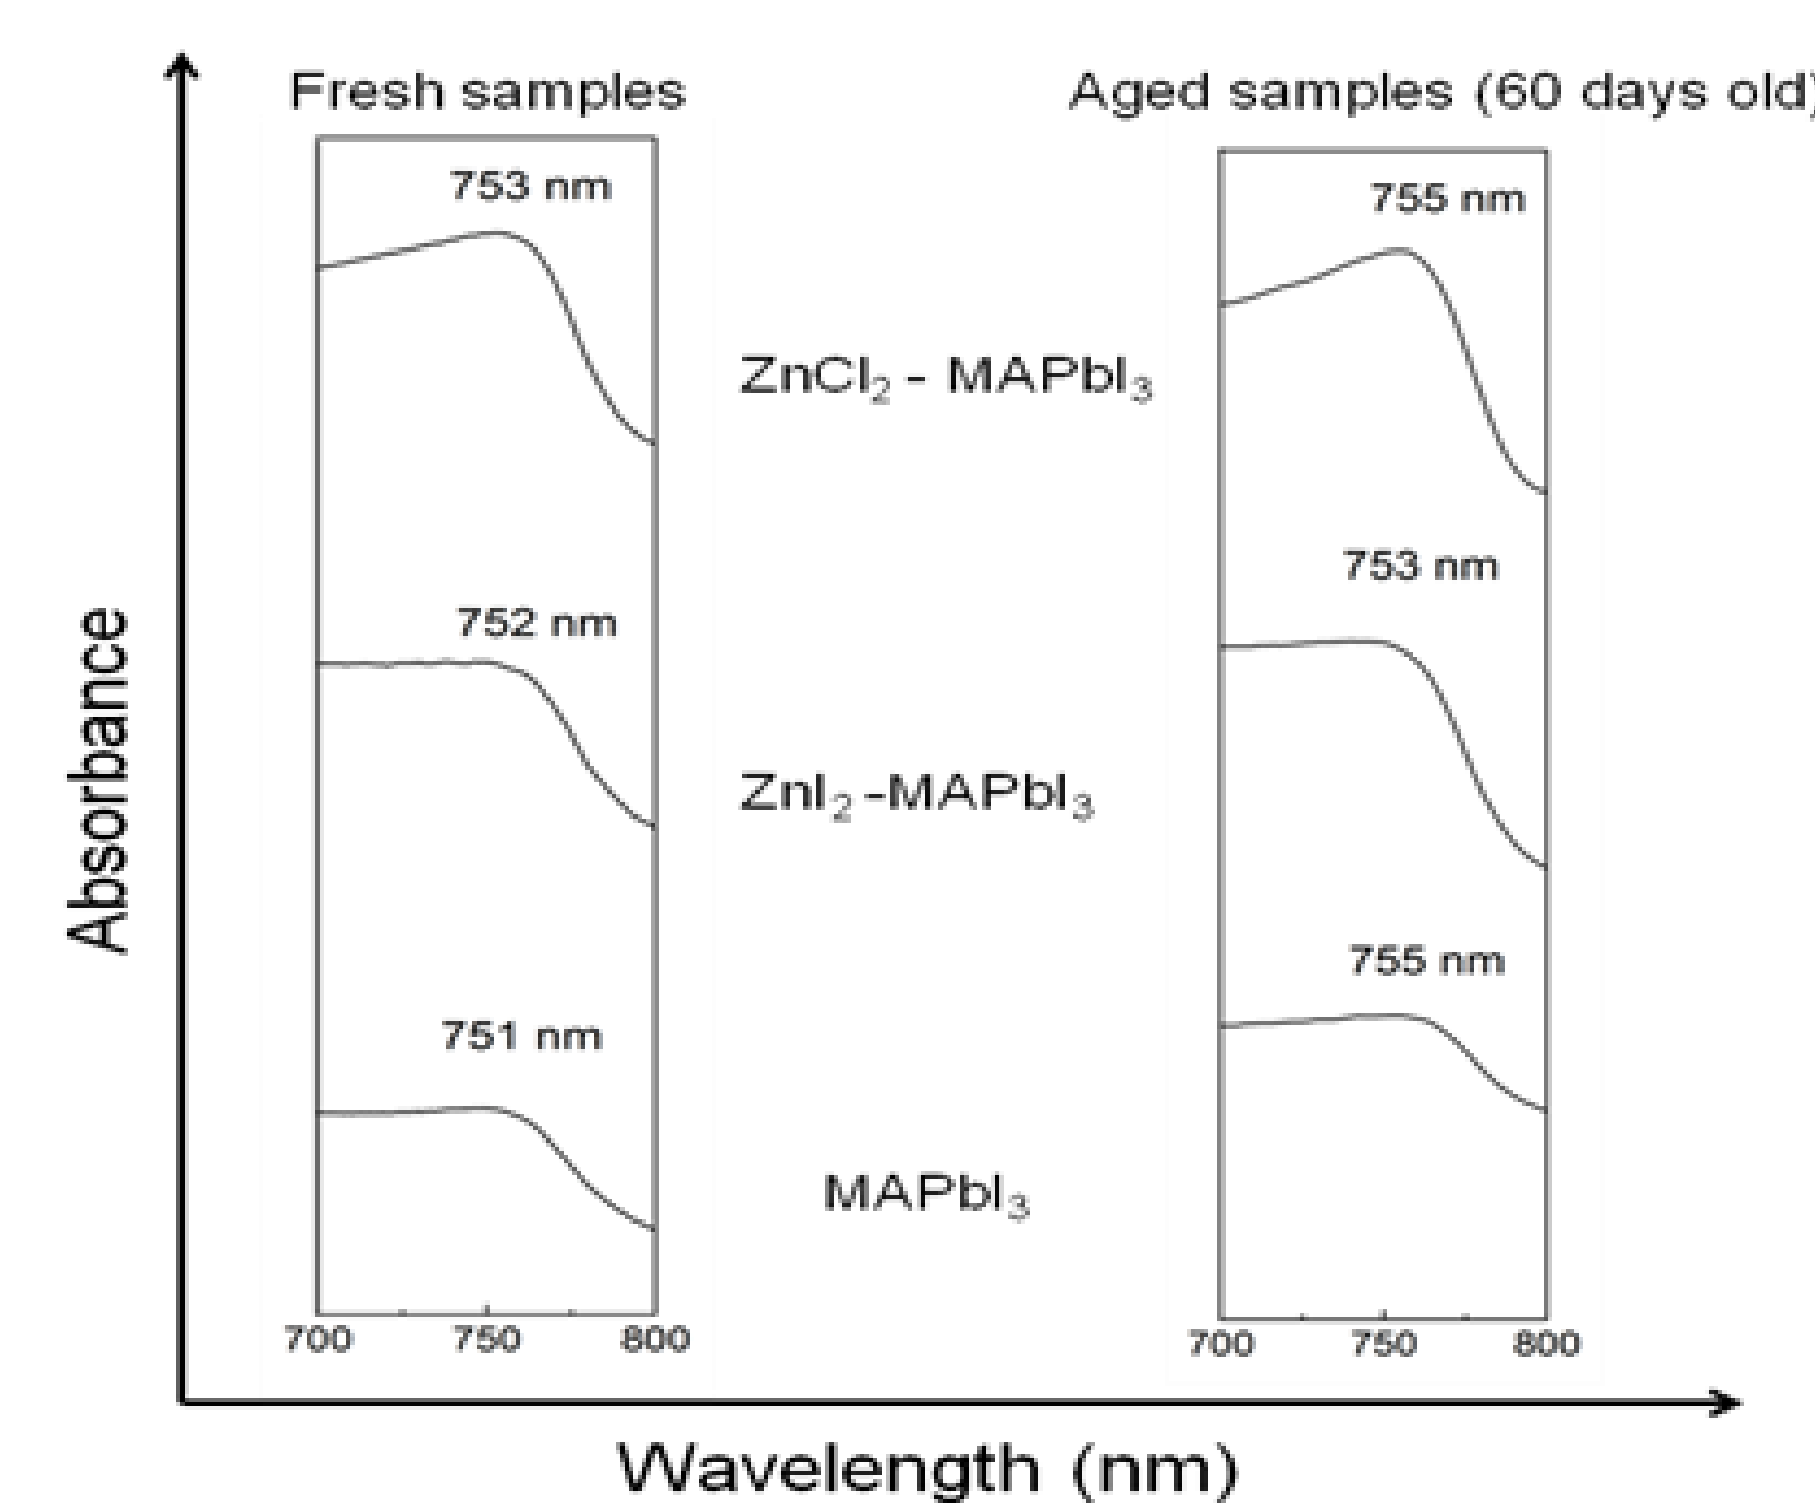 Fresh samples
Aged samples (60 days old)
753 nm
755 nm
ZnCl₂ - MAPbI₃
752 nm
753 nm
ZnI₂ -MAPbI₃
751 nm
755 nm
MAPbI₃
700 750 800
700 750 800
Absorbance
Wavelength (nm)